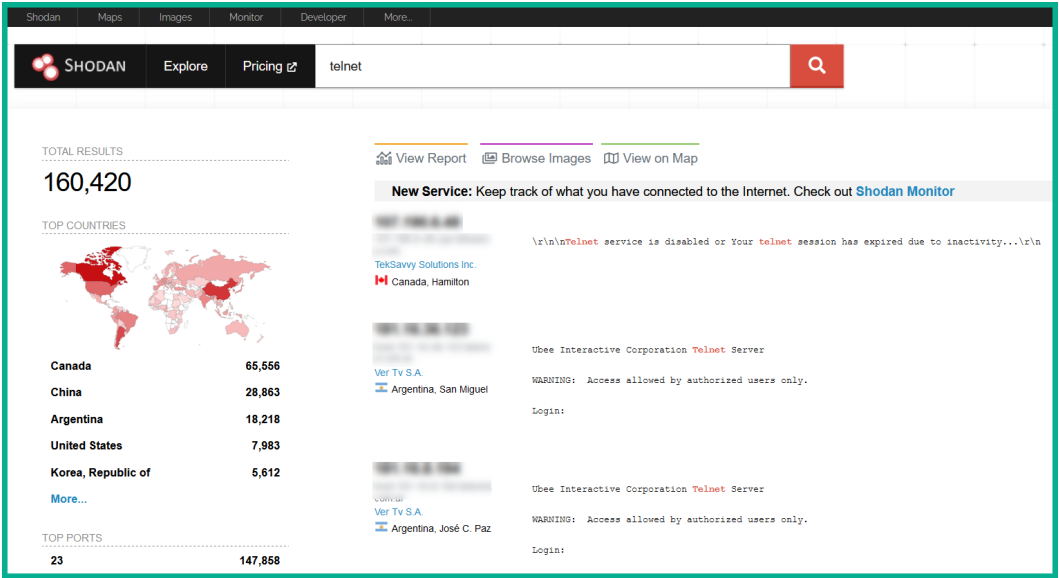 Shodan Maps Images Monitor Developer More...
SHODAN Explore Pricing telnet
TOTAL RESULTS
160,420
TOP COUNTRIES
Canada 65,556
China 28,863
Argentina 18,218
United States 7,983
Korea, Republic of 5,612
More...
TOP PORTS
23 147,858
View Report Browse Images View on Map
New Service: Keep track of what you have connected to the Internet. Check out Shodan Monitor
TekSavvy Solutions Inc.
Canada, Hamilton
\r\n\nTelnet service is disabled or Your telnet session has expired due to inactivity...\r\n
Ver Tv S.A.
Argentina, San Miguel
Ubee Interactive Corporation Telnet Server
WARNING:  Access allowed by authorized users only.
Login:
Ver Tv S.A.
Argentina, José C. Paz
Ubee Interactive Corporation Telnet Server
WARNING:  Access allowed by authorized users only.
Login: